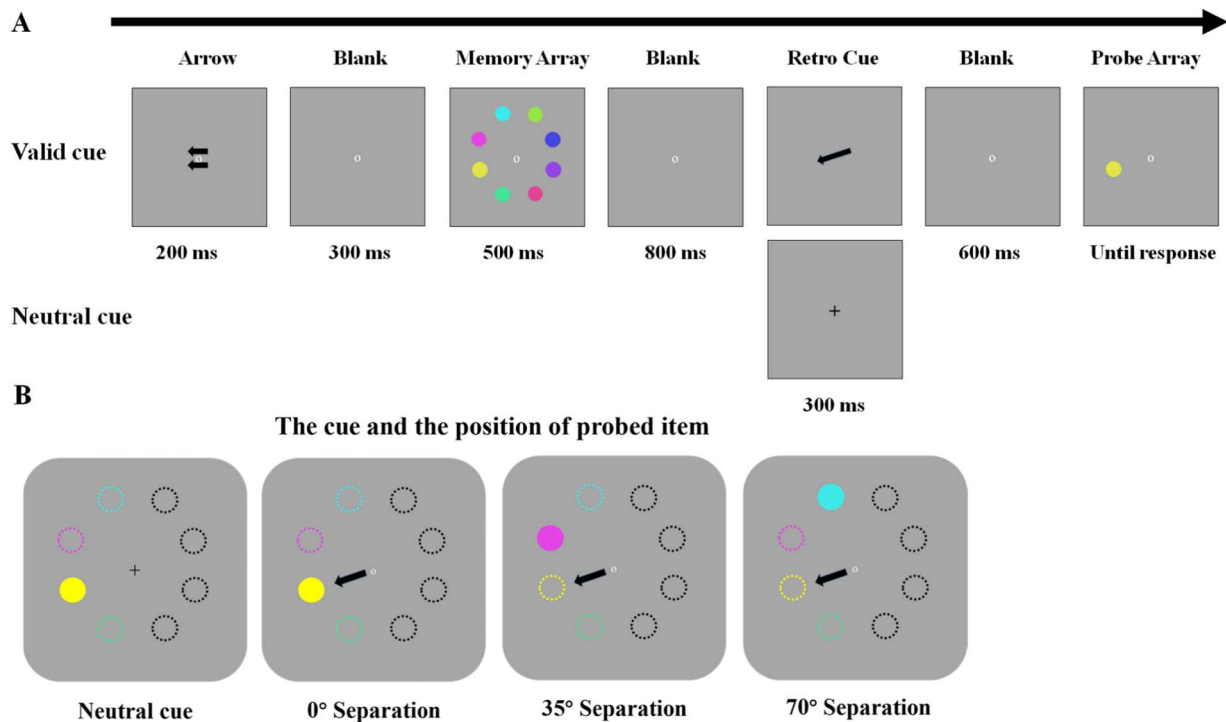 A
Arrow Blank Memory Array Blank Retro Cue Blank Probe Array
Valid cue
200 ms 300 ms 500 ms 800 ms 600 ms Until response
Neutral cue
300 ms
B
The cue and the position of probed item
Neutral cue 0° Separation 35° Separation 70° Separation